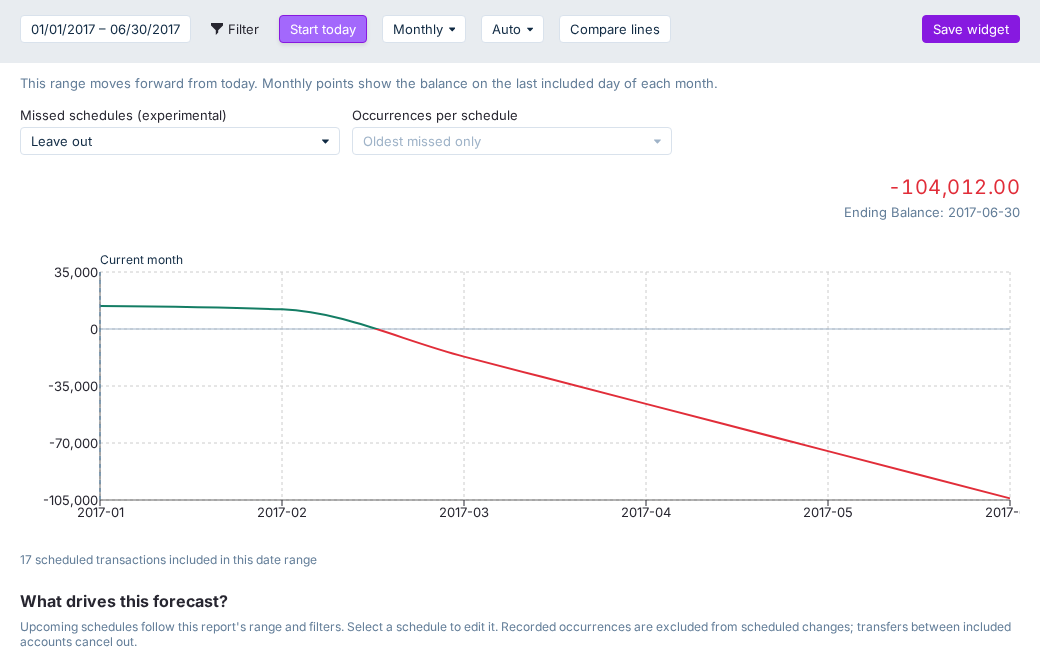 01/01/2017 – 06/30/2017 Filter Start today Monthly Auto Compare lines Save widget
This range moves forward from today. Monthly points show the balance on the last included day of each month.
Missed schedules (experimental) Occurrences per schedule
Leave out Oldest missed only
-104,012.00
Ending Balance: 2017-06-30
Current month
35,000
0
-35,000
-70,000
-105,000
2017-01 2017-02 2017-03 2017-04 2017-05 2017-
17 scheduled transactions included in this date range
What drives this forecast?
Upcoming schedules follow this report's range and filters. Select a schedule to edit it. Recorded occurrences are excluded from scheduled changes; transfers between included
accounts cancel out.